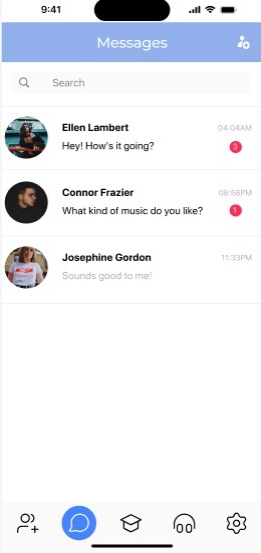 9:41
Messages
Search
Ellen Lambert
04:04AM
Hey! How's it going?
3
Connor Frazier
08:58PM
What kind of music do you like?
1
Josephine Gordon
11:33PM
Sounds good to me!